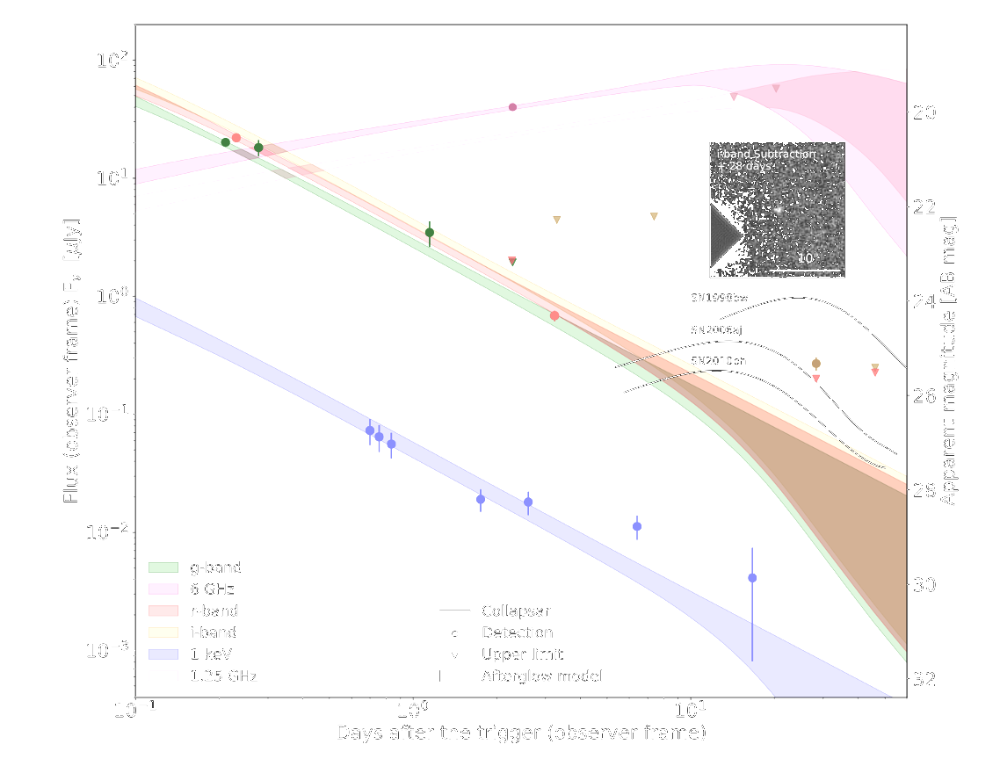 10²
10¹
10⁰
10⁻¹
10⁻²
10⁻³
Flux (observer frame) Fᵥ [μJy]
20
22
24
26
28
30
32
Apparent magnitude [AB mag]
i-band Subtraction
+ 28 days
10"
SN1998bw
SN2006aj
SN2010bh
g-band
6 GHz
r-band
i-band
1 keV
1.25 GHz
Collapsar
Detection
Upper limit
Afterglow model
10⁻¹
10⁰
10¹
Days after the trigger (observer frame)